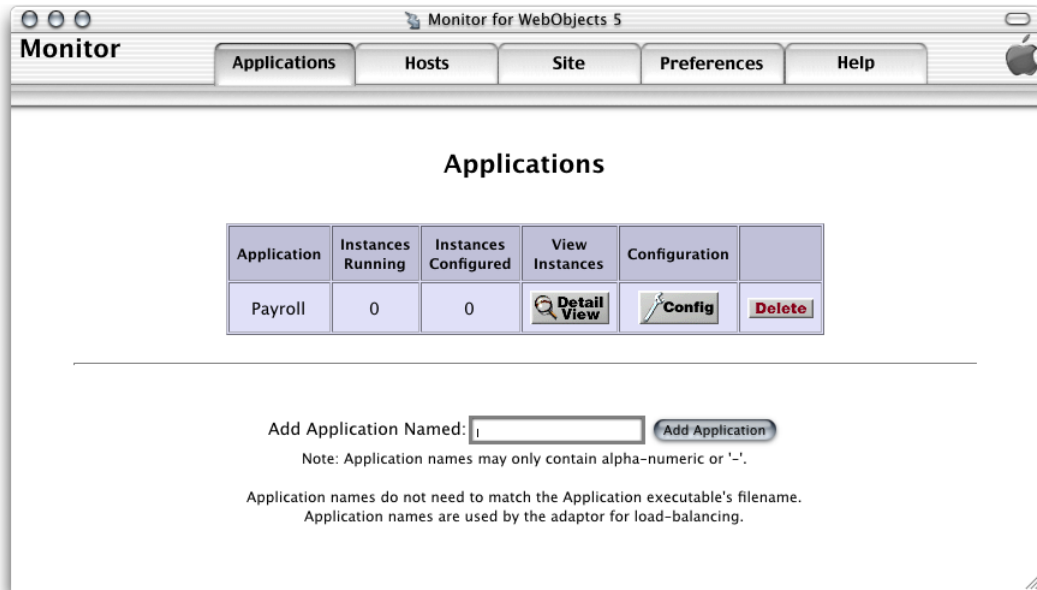 Monitor for WebObjects 5
Monitor
Applications Hosts Site Preferences Help
Applications
Application Instances Running Instances Configured View Instances Configuration
Payroll 0 0 Detail View Config Delete
Add Application Named: Add Application
Note: Application names may only contain alpha-numeric or '-'.
Application names do not need to match the Application executable's filename.
Application names are used by the adaptor for load-balancing.